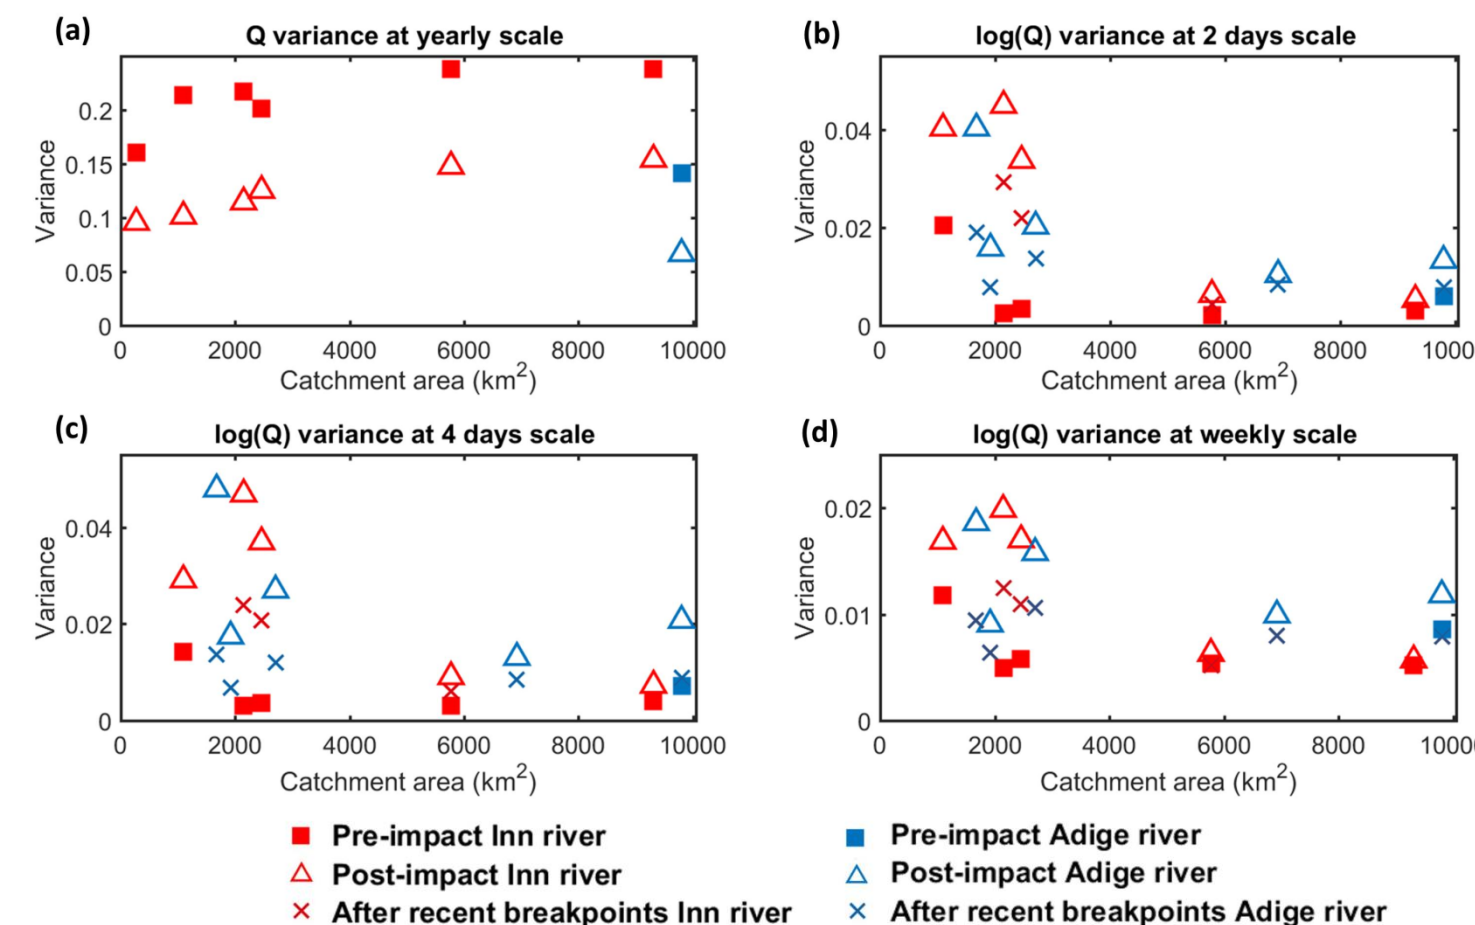 (a)
Q variance at yearly scale
Variance
0.2
0.15
0.1
0.05
0
0 2000 4000 6000 8000 10000
Catchment area (km²)
(b)
log(Q) variance at 2 days scale
Variance
0.04
0.02
0
0 2000 4000 6000 8000 1000
Catchment area (km²)
(c)
log(Q) variance at 4 days scale
Variance
0.04
0.02
0
0 2000 4000 6000 8000 10000
Catchment area (km²)
(d)
log(Q) variance at weekly scale
Variance
0.02
0.01
0
0 2000 4000 6000 8000 1000
Catchment area (km²)
Pre-impact Inn river
Post-impact Inn river
After recent breakpoints Inn river
Pre-impact Adige river
Post-impact Adige river
After recent breakpoints Adige river